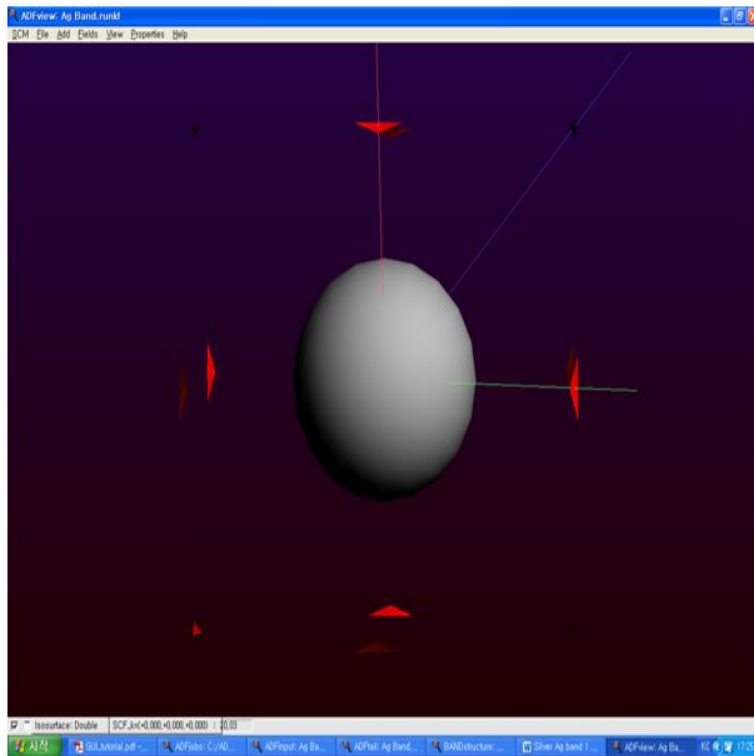 ADFview: Ag Band.runkf
SCM File Add Fields View Properties Help
Isosurface: Double SCF_k=(+0,000,+0,000,+0,000) : 20,03
시작 GUI_tutorial.pdf -... ADFjobs: C:/AD... ADFinput: Ag Ba... ADFtail: Ag Band... BANDstructure: ... Silver Ag band 1 ... ADFview: Ag Ba...